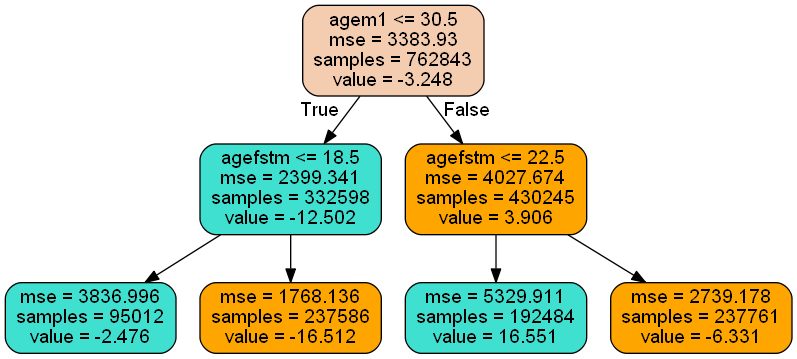 agem1 <= 30.5
mse = 3383.93
samples = 762843
value = -3.248
True
False
agefstm <= 18.5
mse = 2399.341
samples = 332598
value = -12.502
agefstm <= 22.5
mse = 4027.674
samples = 430245
value = 3.906
mse = 3836.996
samples = 95012
value = -2.476
mse = 1768.136
samples = 237586
value = -16.512
mse = 5329.911
samples = 192484
value = 16.551
mse = 2739.178
samples = 237761
value = -6.331